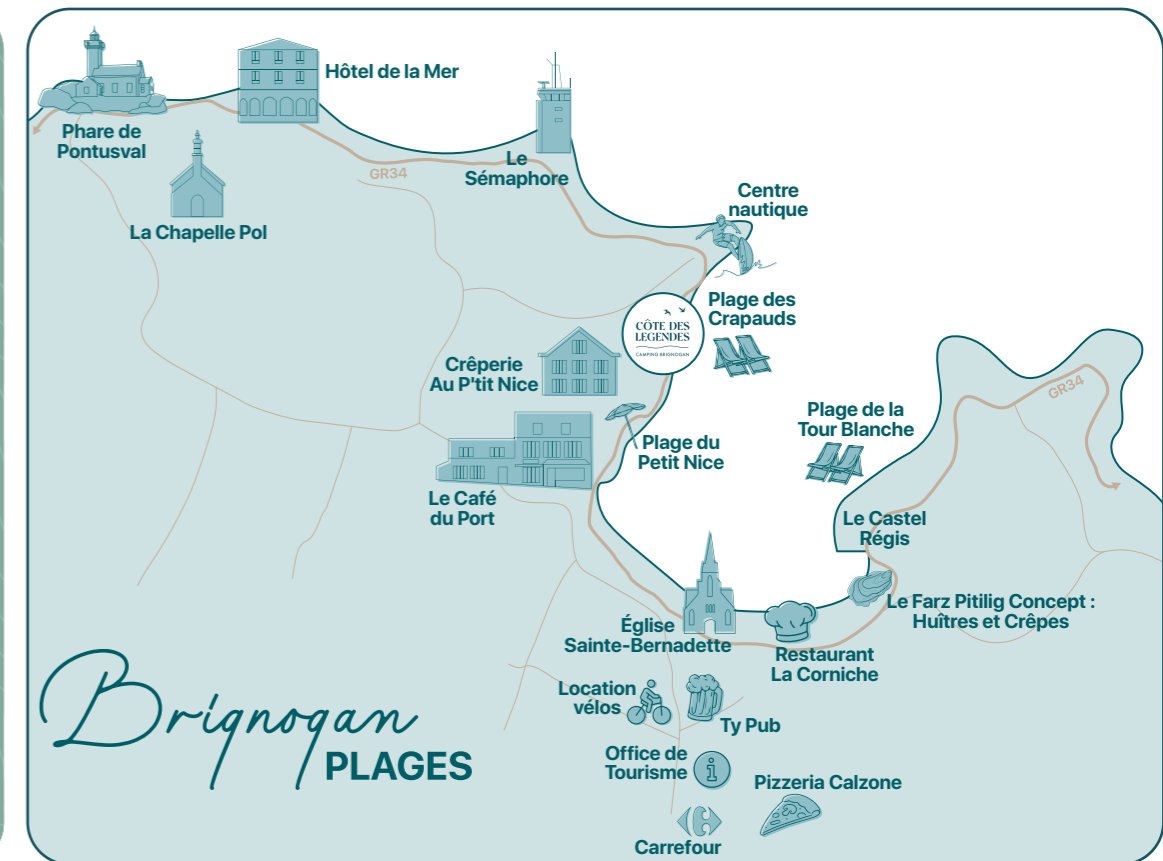 Hôtel de la Mer
Phare de
Pontusval
La Chapelle Pol
GR34
Le
Sémaphore
Centre
nautique
CÔTE DES
LEGENDES
CAMPING BRIGNOGAN
Plage des
Crapauds
Crêperie
Au P'tit Nice
Plage du
Petit Nice
Le Café
du Port
Plage de la
Tour Blanche
GR34
Le Castel
Régis
Le Farz Pitilig Concept :
Huîtres et Crêpes
Église
Sainte-Bernadette
Restaurant
La Corniche
Location
vélos
Ty Pub
Office de
Tourisme
i
Pizzeria Calzone
Carrefour
Brignogan
PLAGES